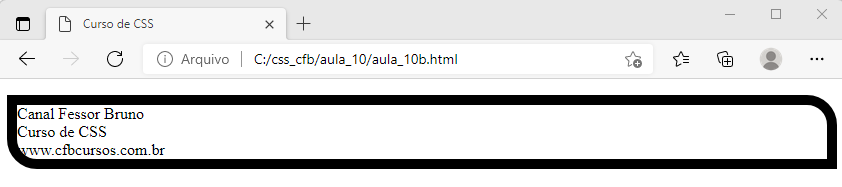 Curso de CSS
Arquivo | C:/css_cfb/aula_10/aula_10b.html
Canal Fessor Bruno
Curso de CSS
www.cfbcursos.com.br